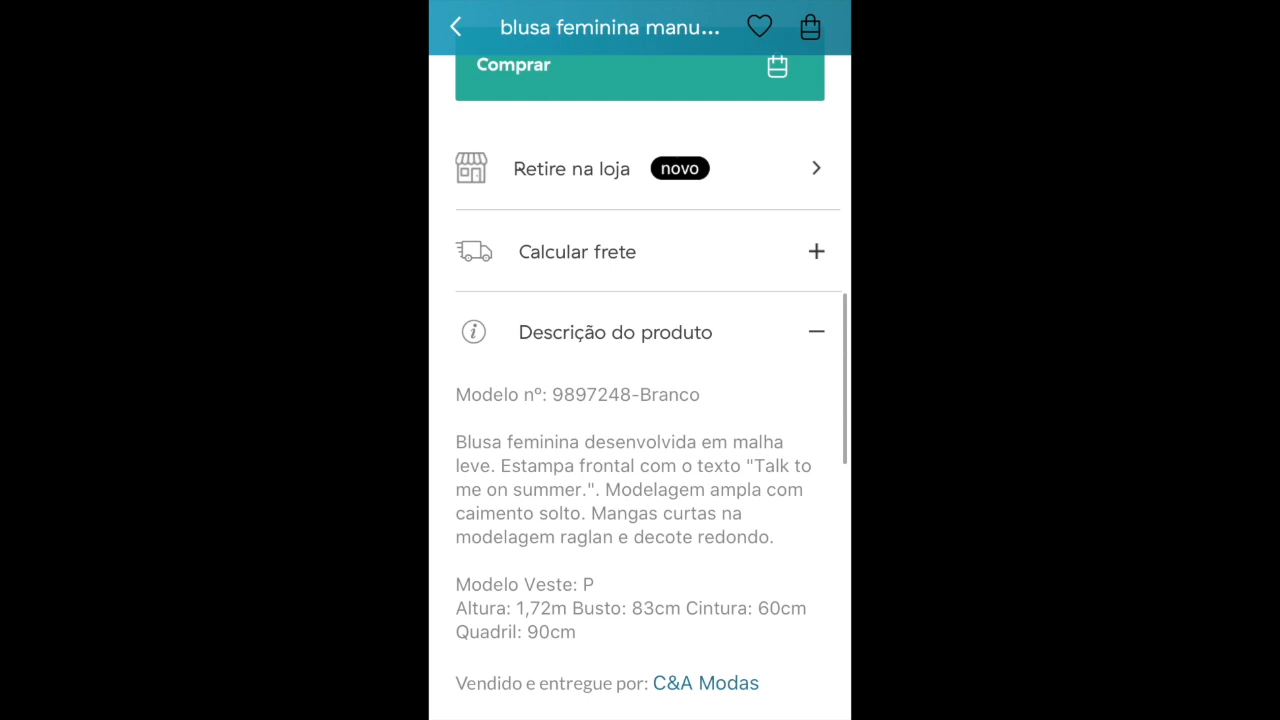 blusa feminina manu...
Comprar
Retire na loja novo
Calcular frete
Descrição do produto
Modelo nº: 9897248-Branco
Blusa feminina desenvolvida em malha
leve. Estampa frontal com o texto "Talk to
me on summer.". Modelagem ampla com
caimento solto. Mangas curtas na
modelagem raglan e decote redondo.
Modelo Veste: P
Altura: 1,72m Busto: 83cm Cintura: 60cm
Quadril: 90cm
Vendido e entregue por: C&A Modas